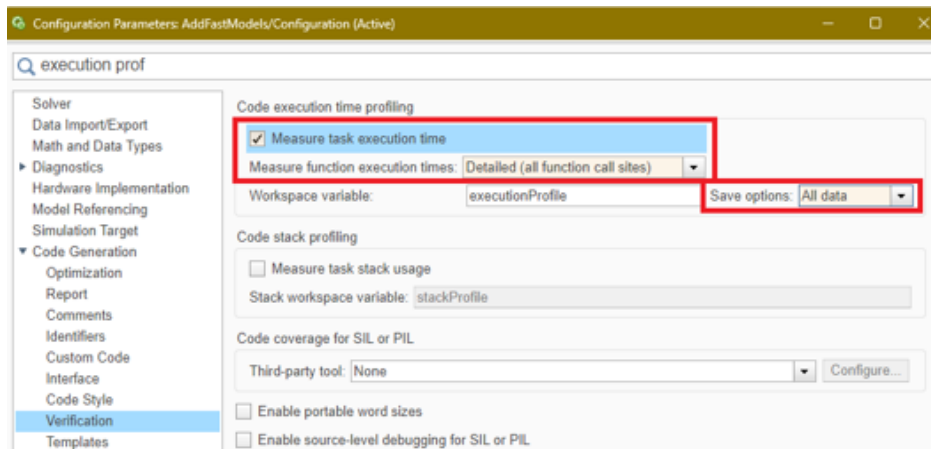 Configuration Parameters: AddFastModels/Configuration (Active)
execution prof
Solver
Data Import/Export
Math and Data Types
Diagnostics
Hardware Implementation
Model Referencing
Simulation Target
Code Generation
Optimization
Report
Comments
Identifiers
Custom Code
Interface
Code Style
Verification
Templates
Code execution time profiling
Measure task execution time
Measure function execution times: Detailed (all function call sites)
Workspace variable: executionProfile Save options: All data
Code stack profiling
Measure task stack usage
Stack workspace variable: stackProfile
Code coverage for SIL or PIL
Third-party tool: None Configure...
Enable portable word sizes
Enable source-level debugging for SIL or PIL